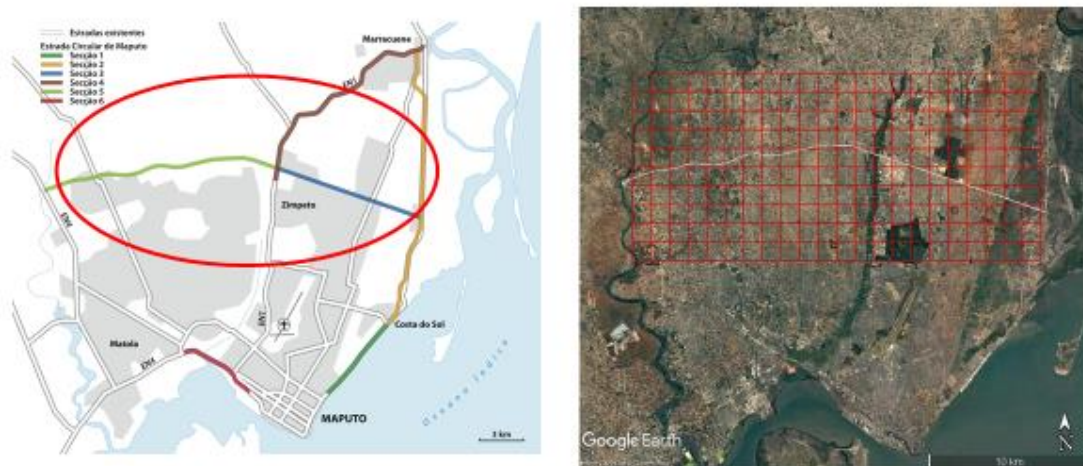 Estradas existentes
Estrada Circular de Maputo
Secção 1
Secção 2
Secção 3
Secção 4
Secção 5
Secção 6
Marracuene
EN1
Zimpeto
EN4
EN1
Costa do Sol
Matola
EN4
Oceano Índico
MAPUTO
3 km
Google Earth
N
10 km